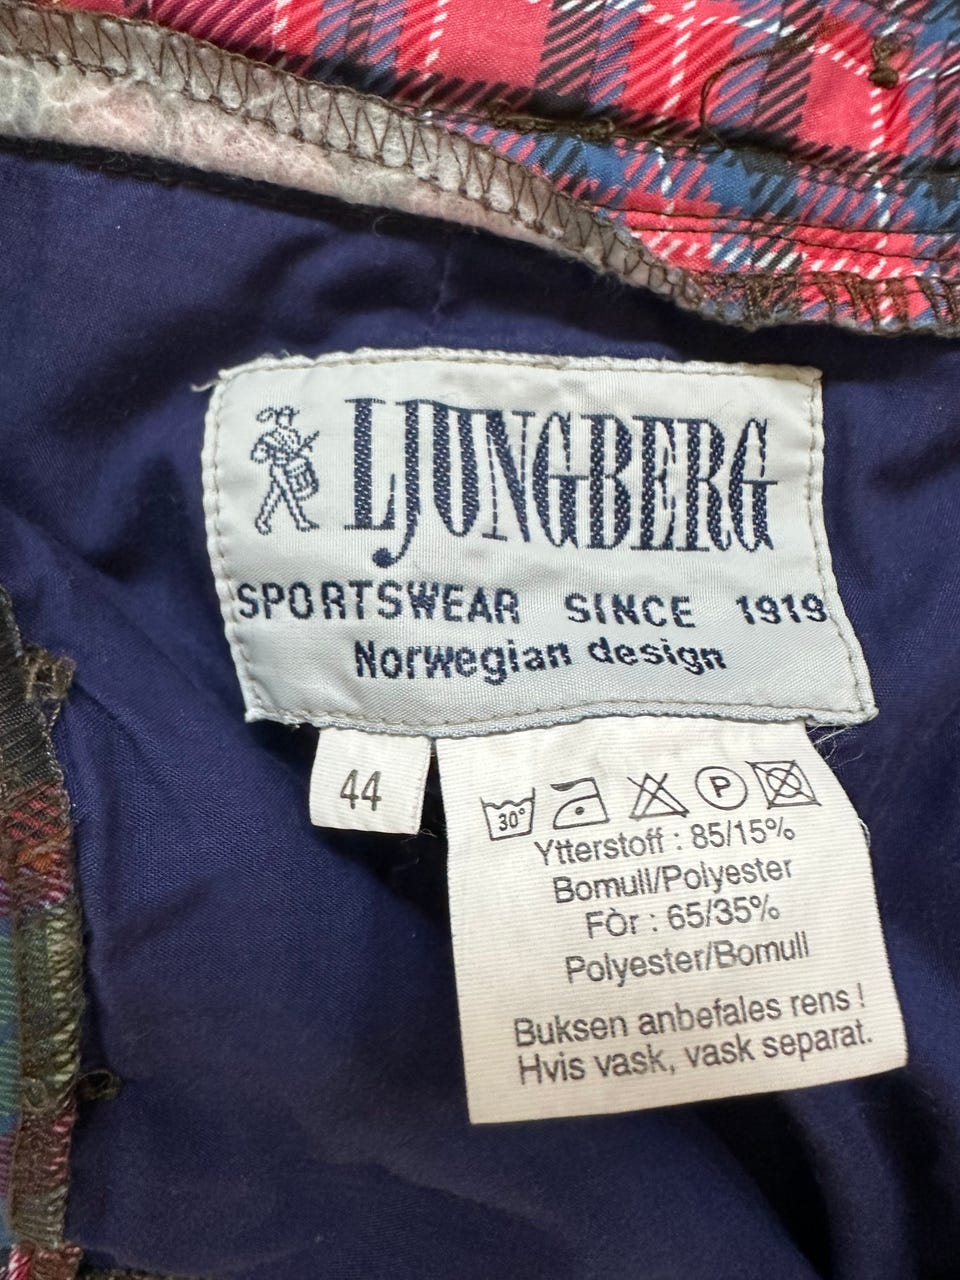 LJUNGBERG
SPORTSWEAR SINCE 1919
Norwegian design
44
30°
P
Ytterstoff : 85/15%
Bomull/Polyester
Fòr : 65/35%
Polyester/Bomull
Buksen anbefales rens !
Hvis vask, vask separat.